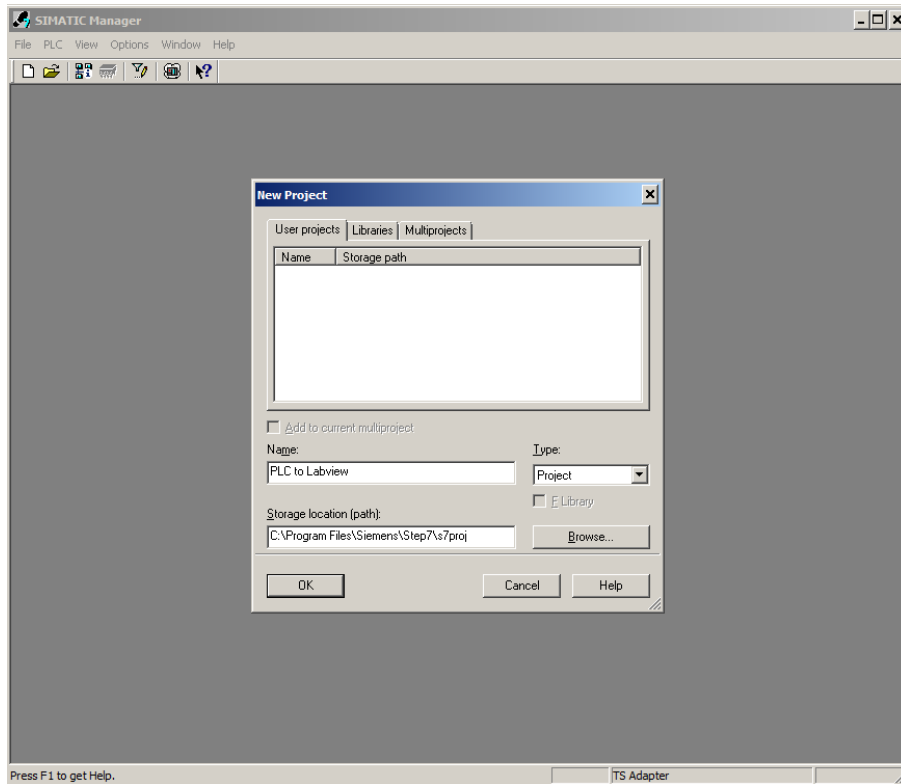 SIMATIC Manager
File PLC View Options Window Help
New Project
User projects Libraries Multiprojects
Name Storage path
Add to current multiproject
Name: Type:
PLC to Labview Project
F Library
Storage location (path):
C:\Program Files\Siemens\Step7\s7proj Browse...
OK Cancel Help
Press F1 to get Help. TS Adapter